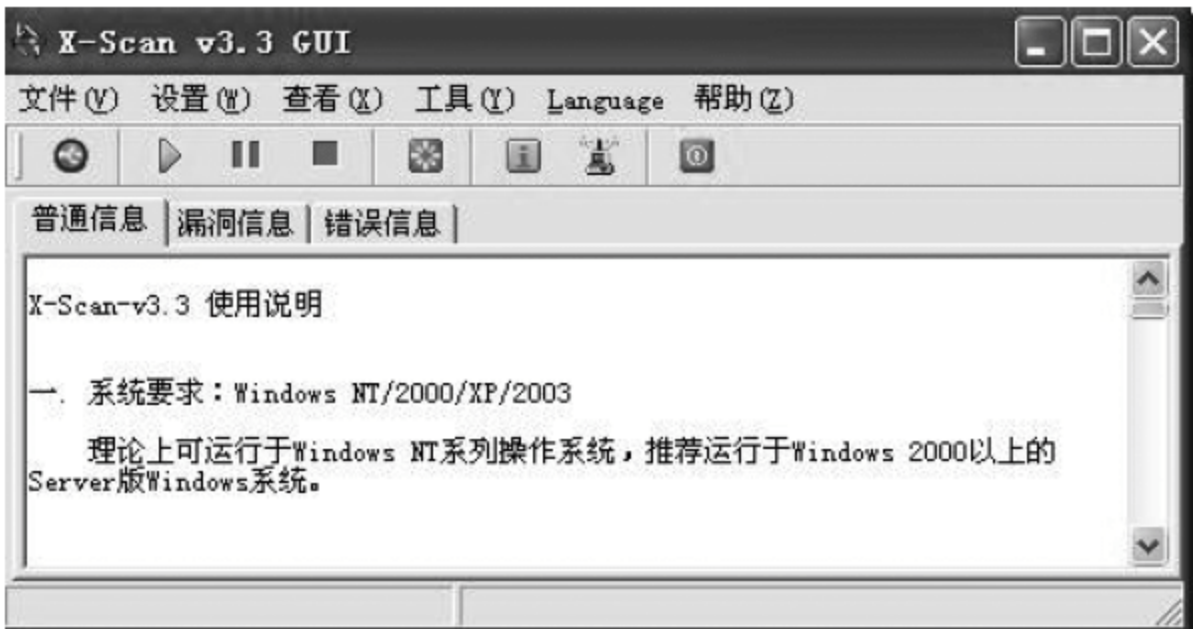 X-Scan v3.3 GUI
文件(V) 设置(W) 查看(X) 工具(Y) Language 帮助(Z)
普通信息 漏洞信息 错误信息
X-Scan-v3.3 使用说明
一. 系统要求：Windows NT/2000/XP/2003
理论上可运行于Windows NT系列操作系统，推荐运行于Windows 2000以上的
Server版Windows系统。